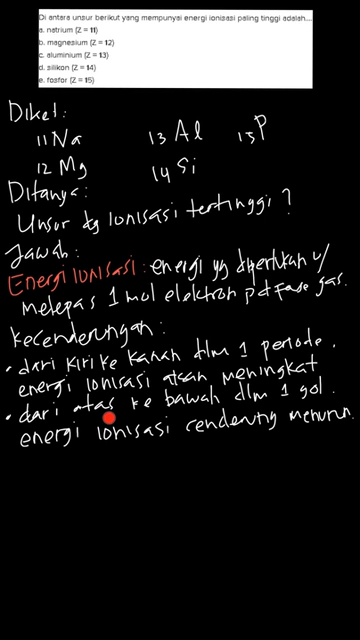 Di antara unsur berikut yang mempunyai energi ionisasi paling tinggi adalah...
a. natrium (Z = 11)
b. magnesium (Z = 12)
c. aluminium (Z = 13)
d. silikon (Z = 14)
e. fosfor (Z = 15)
Diket:
11Na 13Al 15P
12Mg 14Si
Ditanya:
Unsur dg Ionisasi tertinggi?
Jawab:
Energi Ionisasi: energi yg diperlukan u/
melepas 1 mol elektron pd fase gas.
kecenderungan:
• dari kiri ke kanan dlm 1 periode,
energi ionisasi akan meningkat
• dari atas ke bawah dlm 1 gol.
energi ionisasi cenderung menurun.